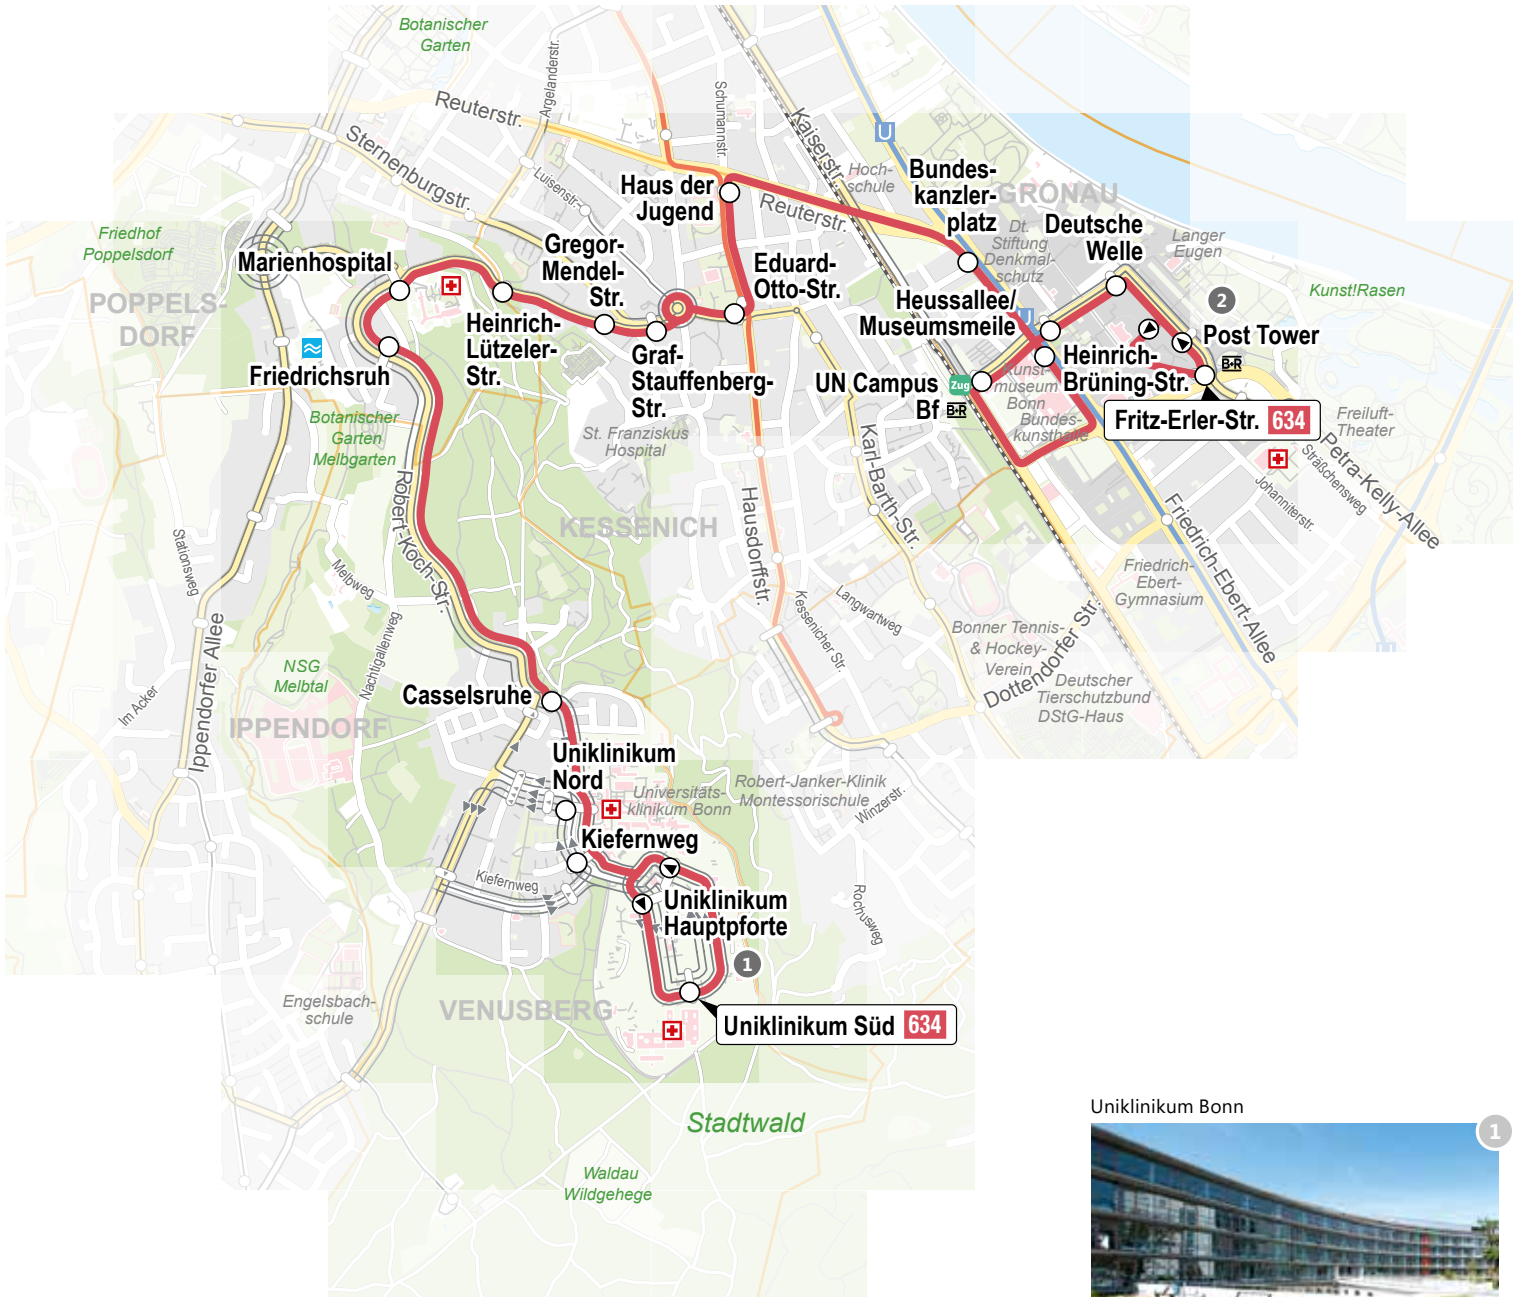 Botanischer
Garten
Argelanderstr.
Reuterstr.
Schumannstr.
Kaiserstr.
Sternenburgstr.
Luisenstr.
U
Hoch-
schule
Bundes-
kanzler-
platz
GRONAU
Haus der
Jugend
Reuterstr.
Dt.
Stiftung
Denkmal-
schutz
Deutsche
Welle
Langer
Eugen
Friedhof
Poppelsdorf
Marienhospital
Gregor-
Mendel-
Str.
Eduard-
Otto-Str.
Kunst!Rasen
POPPELS-
DORF
Heussallee/
Museumsmeile
U
2
Heinrich-
Lützeler-
Str.
Graf-
Stauffenberg-
Str.
Post Tower
B+R
Friedrichsruh
UN Campus
Bf B+R
Zug
Heinrich-
Brüning-Str.
Kunst-
museum
Bonn
Bundes-
kunsthalle
Fritz-Erler-Str. 634
Freiluft-
Theater
Botanischer
Garten
Melbgarten
St. Franziskus
Hospital
Petra-Kelly-Allee
Sträßchensweg
Johanniterstr.
Robert-Koch-Str.
KESSENICH
Hausdorffstr.
Karl-Barth-Str.
Friedrich-Ebert-Allee
Stationsweg
Melbweg
Friedrich-
Ebert-
Gymnasium
Langwartweg
Kessenicher Str.
Nachtigallenweg
Ippendorfer Allee
Bonner Tennis-
& Hockey-
Verein
Dottendorfer Str.
U
NSG
Melbtal
Deutscher
Tierschutzbund
DStG-Haus
Im Acker
Casselsruhe
IPPENDORF
Uniklinikum
Nord
Universitäts-
klinikum Bonn
Robert-Janker-Klinik
Montessorischule
Winzerstr.
Kiefernweg
Kiefernweg
Uniklinikum
Hauptpforte
Rochusweg
1
Engelsbach-
schule
VENUSBERG
Uniklinikum Süd 634
Stadtwald
Waldau
Wildgehege
Uniklinikum Bonn
1